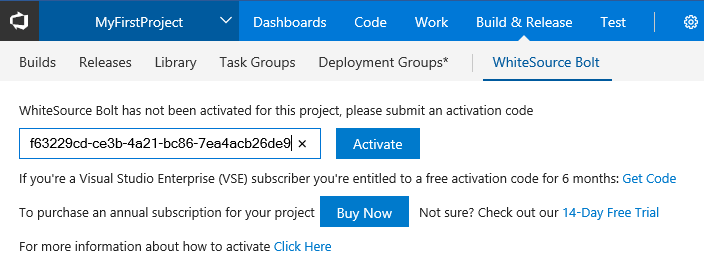 MyFirstProject Dashboards Code Work Build & Release Test
Builds Releases Library Task Groups Deployment Groups* WhiteSource Bolt
WhiteSource Bolt has not been activated for this project, please submit an activation code
f63229cd-ce3b-4a21-bc86-7ea4acb26de9 Activate
If you're a Visual Studio Enterprise (VSE) subscriber you're entitled to a free activation code for 6 months: Get Code
To purchase an annual subscription for your project Buy Now Not sure? Check out our 14-Day Free Trial
For more information about how to activate Click Here